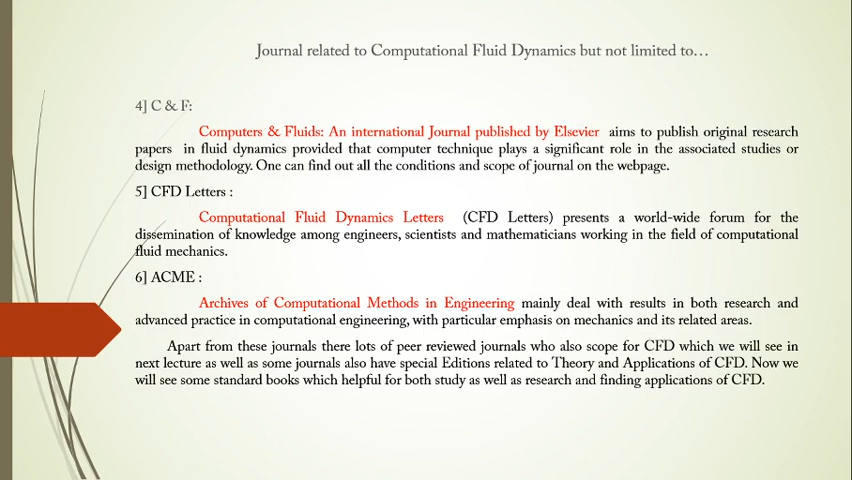 Journal related to Computational Fluid Dynamics but not limited to…
4] C & F:
Computers & Fluids: An international Journal published by Elsevier aims to publish original research
papers in fluid dynamics provided that computer technique plays a significant role in the associated studies or
design methodology. One can find out all the conditions and scope of journal on the webpage.
5] CFD Letters :
Computational Fluid Dynamics Letters (CFD Letters) presents a world-wide forum for the
dissemination of knowledge among engineers, scientists and mathematicians working in the field of computational
fluid mechanics.
6] ACME :
Archives of Computational Methods in Engineering mainly deal with results in both research and
advanced practice in computational engineering, with particular emphasis on mechanics and its related areas.
Apart from these journals there lots of peer reviewed journals who also scope for CFD which we will see in
next lecture as well as some journals also have special Editions related to Theory and Applications of CFD. Now we
will see some standard books which helpful for both study as well as research and finding applications of CFD.